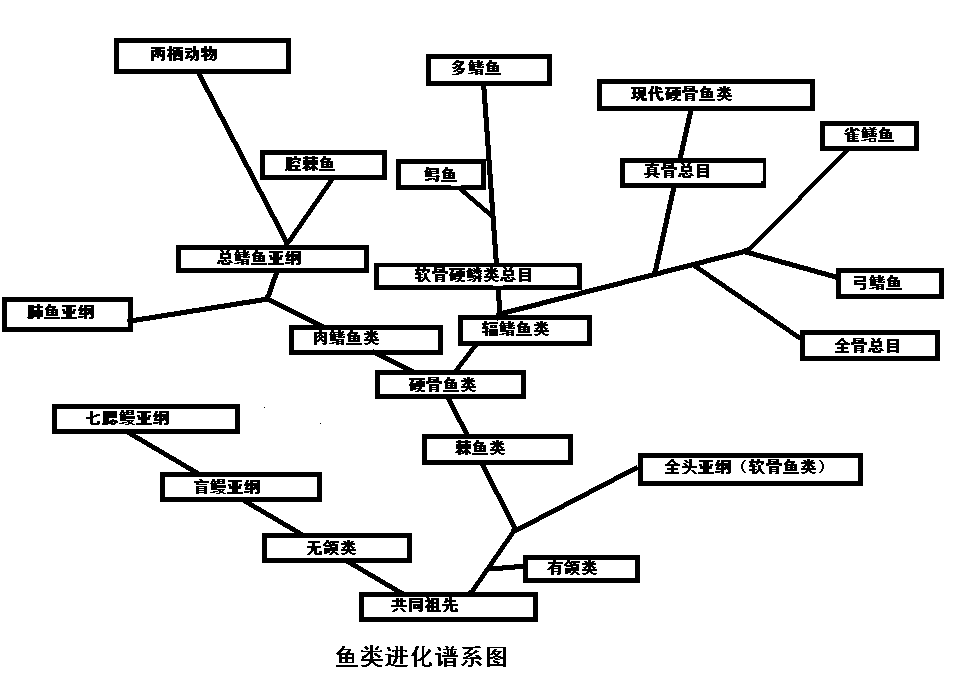 两栖动物
多鳍鱼
现代硬骨鱼类
雀鳝鱼
腔棘鱼
鲟鱼
真骨总目
总鳍鱼亚纲
软骨硬鳞类总目
弓鳍鱼
肺鱼亚纲
肉鳍鱼类
辐鳍鱼类
全骨总目
硬骨鱼类
七腮鳗亚纲
棘鱼类
全头亚纲（软骨鱼类）
盲鳗亚纲
无颌类
有颌类
共同祖先
鱼类进化谱系图